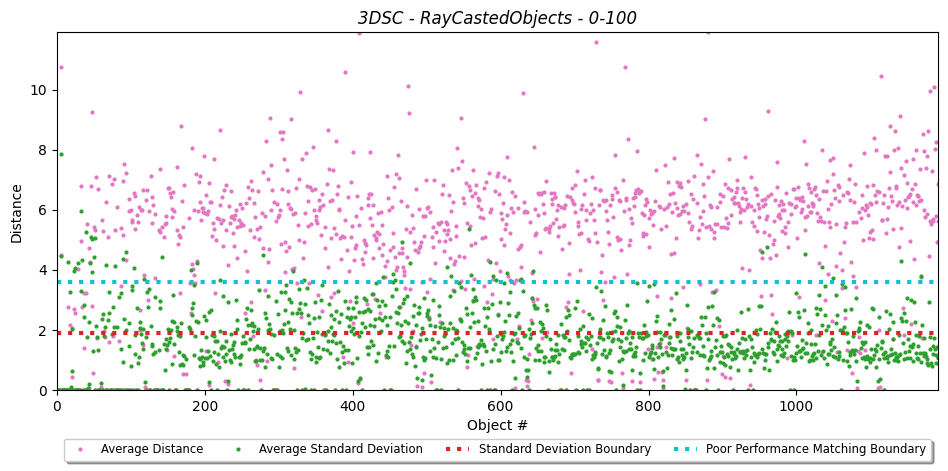 3DSC - RayCastedObjects - 0-100
Distance
10
8
6
4
2
0
0 200 400 600 800 1000
Object #
Average Distance Average Standard Deviation Standard Deviation Boundary Poor Performance Matching Boundary